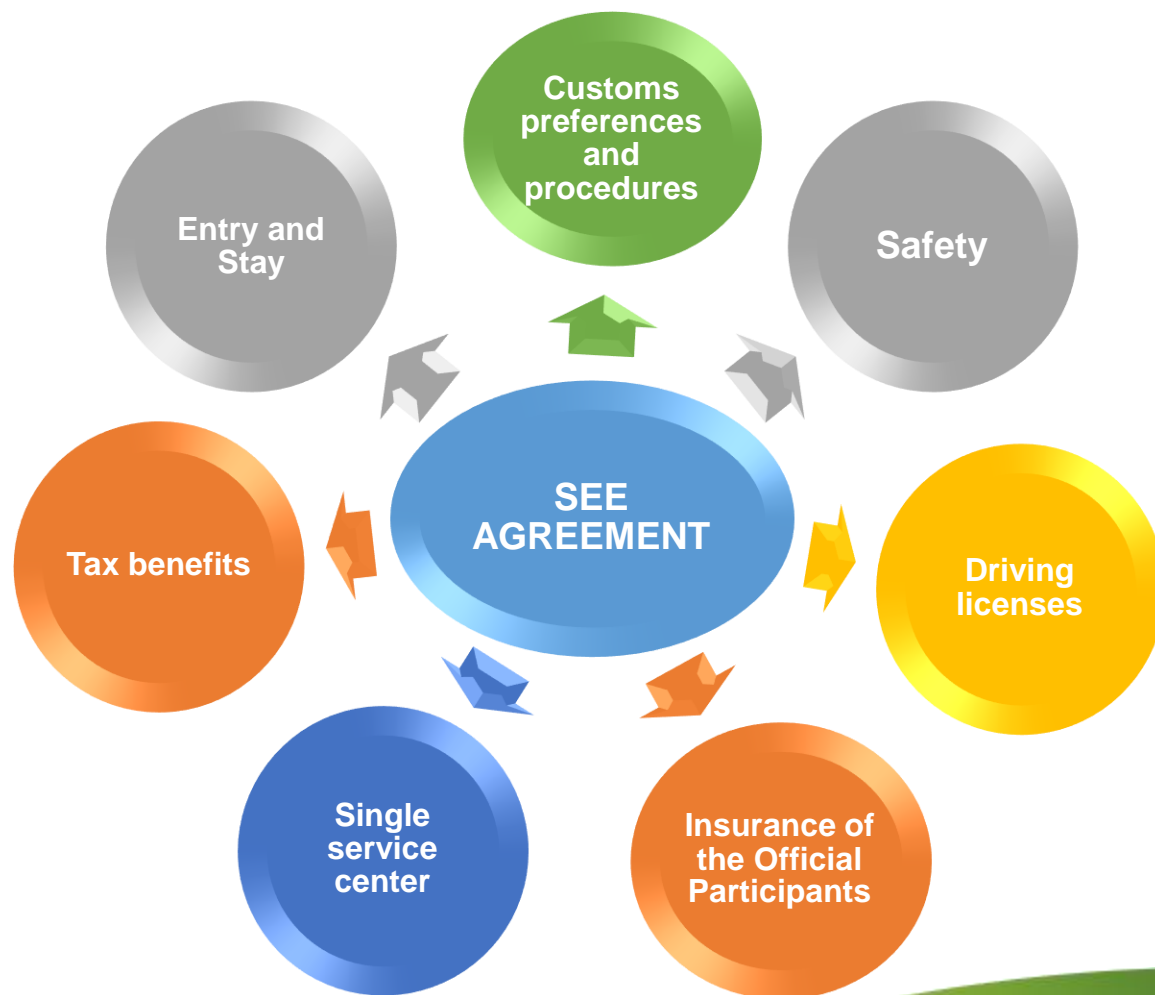 Customs
preferences
and
procedures
Entry and
Stay
Safety
SEE
AGREEMENT
Tax benefits
Driving
licenses
Single
service
center
Insurance of
the Official
Participants